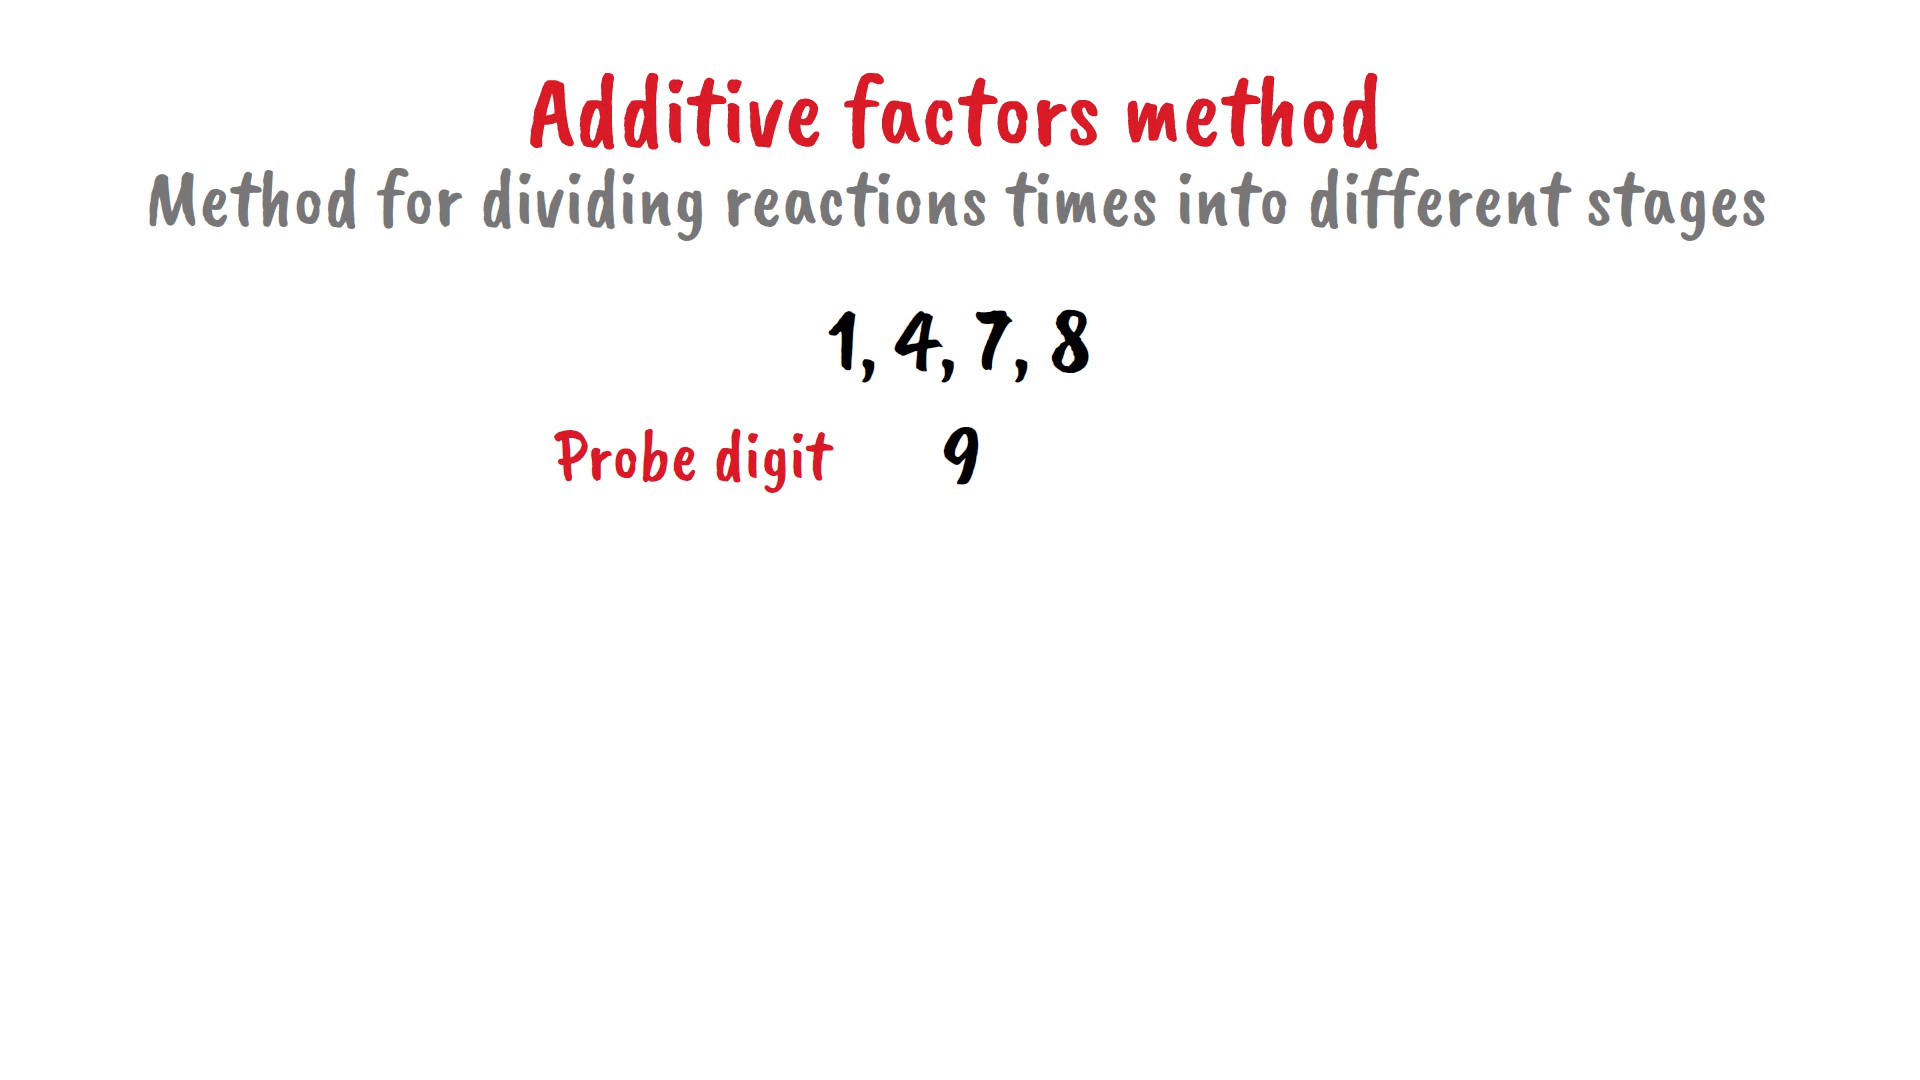 Additive factors method
Method for dividing reactions times into different stages
1, 4, 7, 8
Probe digit 9